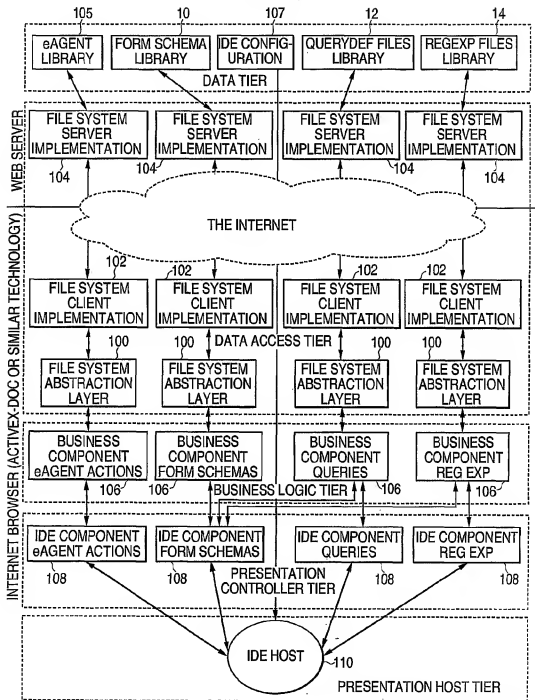 105
10
107
12
14
eAGENT
LIBRARY
FORM SCHEMA
LIBRARY
IDE CONFIG-
URATION
QUERYDEF FILES
LIBRARY
REGEXP FILES
LIBRARY
DATA TIER
WEB SERVER
FILE SYSTEM
SERVER
IMPLEMENTATION
104
FILE SYSTEM
SERVER
IMPLEMENTATION
104
FILE SYSTEM
SERVER
IMPLEMENTATION
104
FILE SYSTEM
SERVER
IMPLEMENTATION
104
THE INTERNET
INTERNET BROWSER (ACTIVEX-DOC OR SIMILAR TECHNOLOGY)
102
FILE SYSTEM
CLIENT
IMPLEMENTATION
102
FILE SYSTEM
CLIENT
IMPLEMENTATION
102
FILE SYSTEM
CLIENT
IMPLEMENTATION
102
FILE SYSTEM
CLIENT
IMPLEMENTATION
DATA ACCESS TIER
100
FILE SYSTEM
ABSTRACTION
LAYER
100
FILE SYSTEM
ABSTRACTION
LAYER
100
FILE SYSTEM
ABSTRACTION
LAYER
100
FILE SYSTEM
ABSTRACTION
LAYER
BUSINESS
COMPONENT
eAGENT ACTIONS
106
BUSINESS
COMPONENT
FORM SCHEMAS
106
BUSINESS
COMPONENT
QUERIES
106
BUSINESS
COMPONENT
REG EXP
106
BUSINESS LOGIC TIER
IDE COMPONENT
eAGENT ACTIONS
108
IDE COMPONENT
FORM SCHEMAS
108
IDE COMPONENT
QUERIES
108
IDE COMPONENT
REG EXP
108
PRESENTATION
CONTROLLER TIER
IDE HOST
110
PRESENTATION HOST TIER